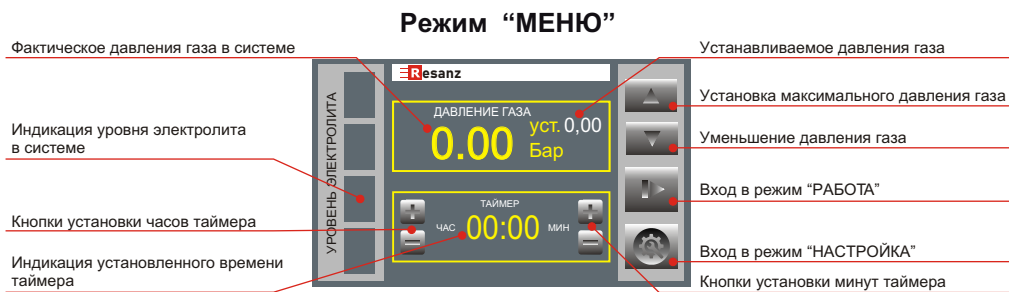 Режим “МЕНЮ”
Фактическое давления газа в системе
Индикация уровня электролита
в системе
Кнопки установки часов таймера
Индикация установленного времени
таймера
УРОВЕНЬ ЭЛЕКТРОЛИТА
Resanz
ДАВЛЕНИЕ ГАЗА
0.00
уст. 0,00
Бар
ТАЙМЕР
ЧАС 00:00 МИН
Устанавливаемое давления газа
Установка максимального давления газа
Уменьшение давления газа
Вход в режим “РАБОТА”
Вход в режим “НАСТРОЙКА”
Кнопки установки минут таймера